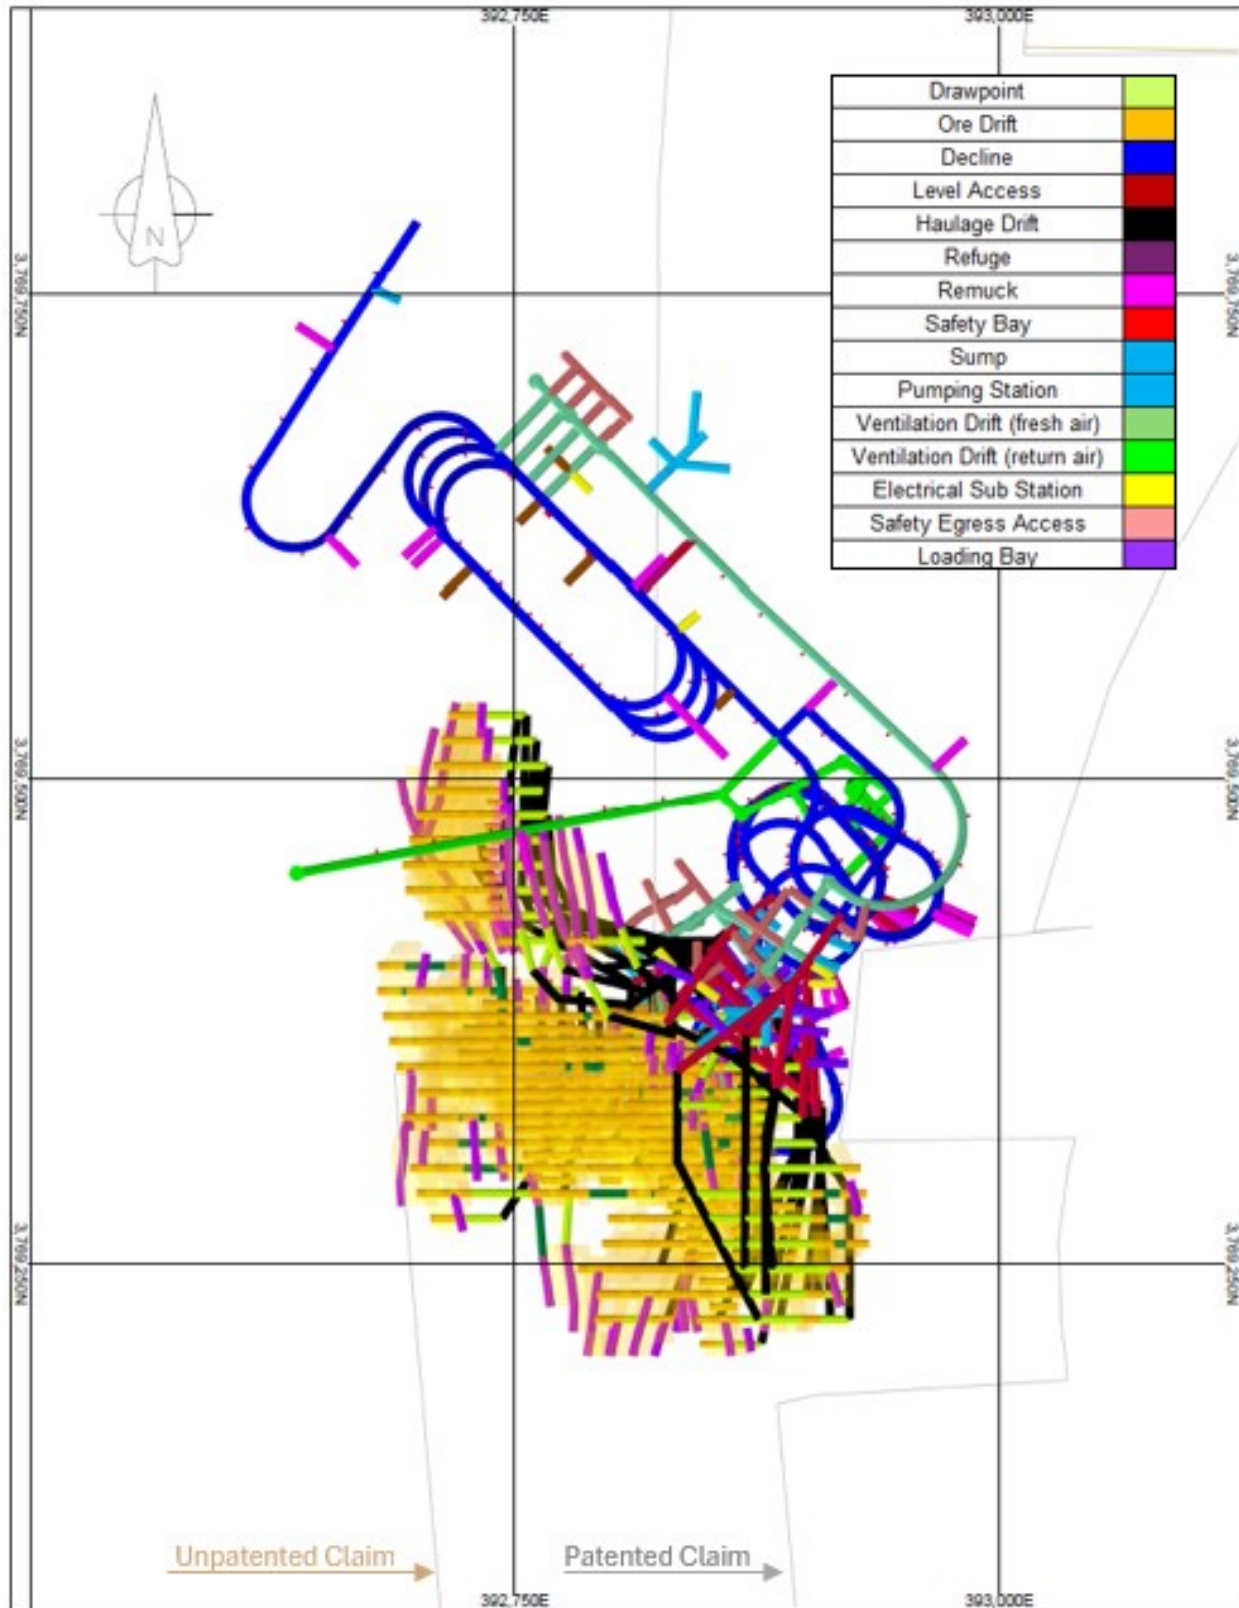 392,750E
393,000E
Drawpoint
Ore Drift
Decline
Level Access
Haulage Drift
Refuge
Remuck
Safety Bay
Sump
Pumping Station
Ventilation Drift (fresh air)
Ventilation Drift (return air)
Electrical Sub Station
Safety Egress Access
Loading Bay
N
3,769,750N
3,769,750N
3,769,500N
3,769,500N
3,769,250N
3,769,250N
Unpatented Claim
Patented Claim
392,750E
393,000E